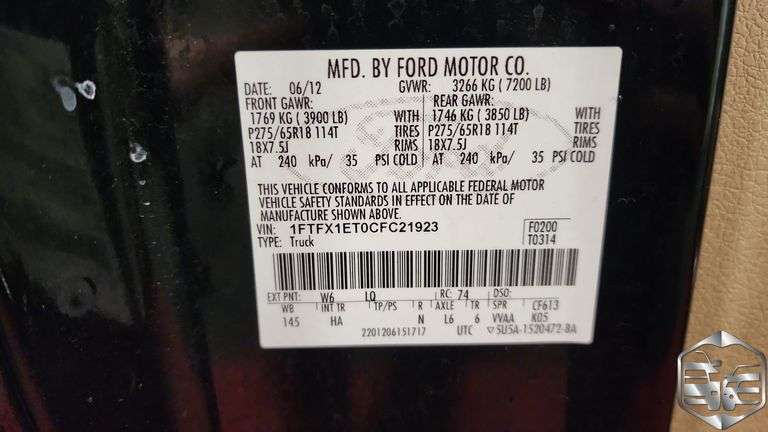 MFD. BY FORD MOTOR CO.
DATE: 06/12 GVWR: 3266 KG ( 7200 LB)
FRONT GAWR: REAR GAWR:
1769 KG ( 3900 LB) WITH 1746 KG ( 3850 LB) WITH
P275/65R18 114T TIRES P275/65R18 114T TIRES
18X7.5J RIMS 18X7.5J RIMS
AT 240 kPa/ 35 PSI COLD AT 240 kPa/ 35 PSI COLD
THIS VEHICLE CONFORMS TO ALL APPLICABLE FEDERAL MOTOR
VEHICLE SAFETY STANDARDS IN EFFECT ON THE DATE OF
MANUFACTURE SHOWN ABOVE.
VIN: 1FTFX1ET0CFC21923 F0200
TYPE: Truck T0314
EXT PNT: W6 LQ RC: 74 DSO:
WB INT TR TP/PS R AXLE TR SPR CF613
145 HA N L6 6 VVAA K05
2201206151717 UTC ▽5U5A-1520472-BA